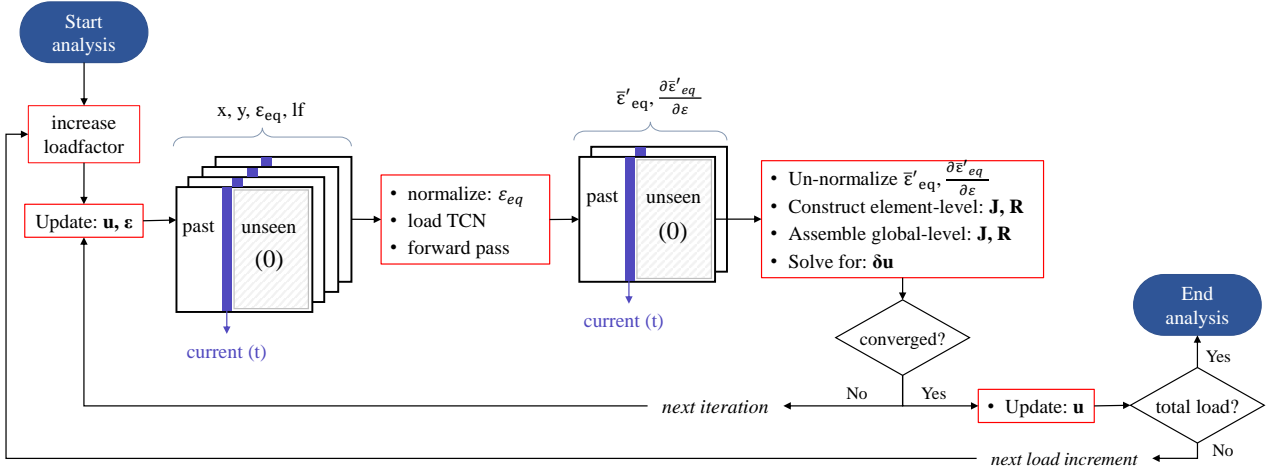 Start
analysis
increase
loadfactor
Update: u, ε
x, y, ε_eq, lf
past
unseen
(0)
current (t)
• normalize: ε_eq
• load TCN
• forward pass
ε̄′_eq, ∂ε̄′_eq/∂ε
past
unseen
(0)
current (t)
• Un-normalize ε̄′_eq, ∂ε̄′_eq/∂ε
• Construct element-level: J, R
• Assemble global-level: J, R
• Solve for: δu
converged?
No
Yes
next iteration
• Update: u
total load?
Yes
No
End
analysis
next load increment